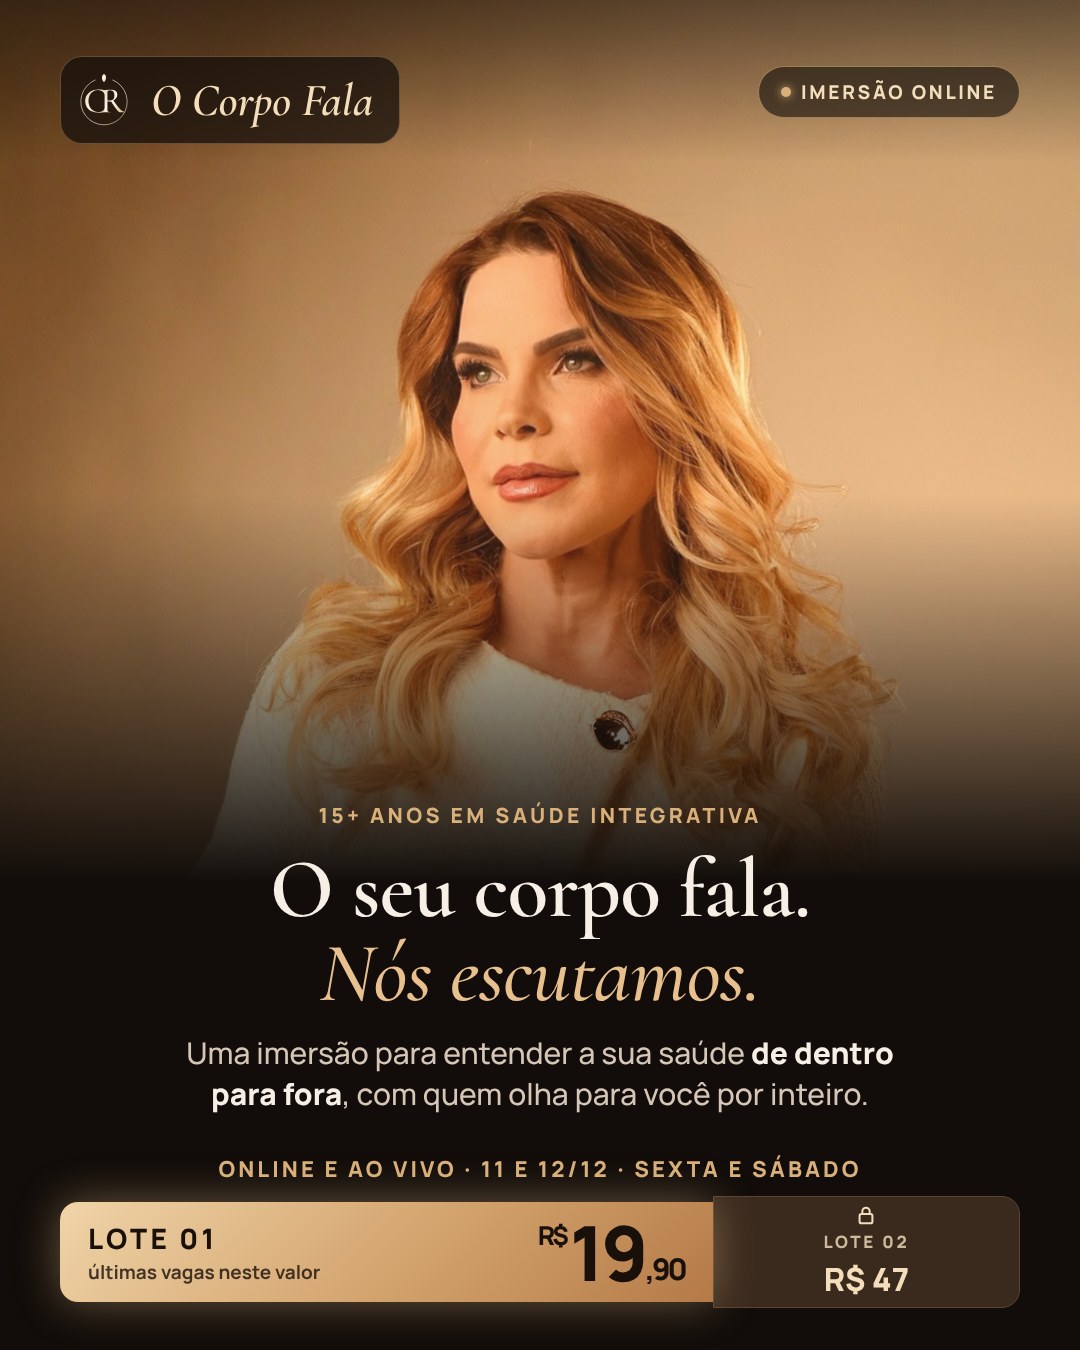 CR O Corpo Fala
IMERSÃO ONLINE
15+ ANOS EM SAÚDE INTEGRATIVA
O seu corpo fala.
Nós escutamos.
Uma imersão para entender a sua saúde de dentro
para fora, com quem olha para você por inteiro.
ONLINE E AO VIVO · 11 E 12/12 · SEXTA E SÁBADO
LOTE 01
últimas vagas neste valor
R$19,90
LOTE 02
R$ 47